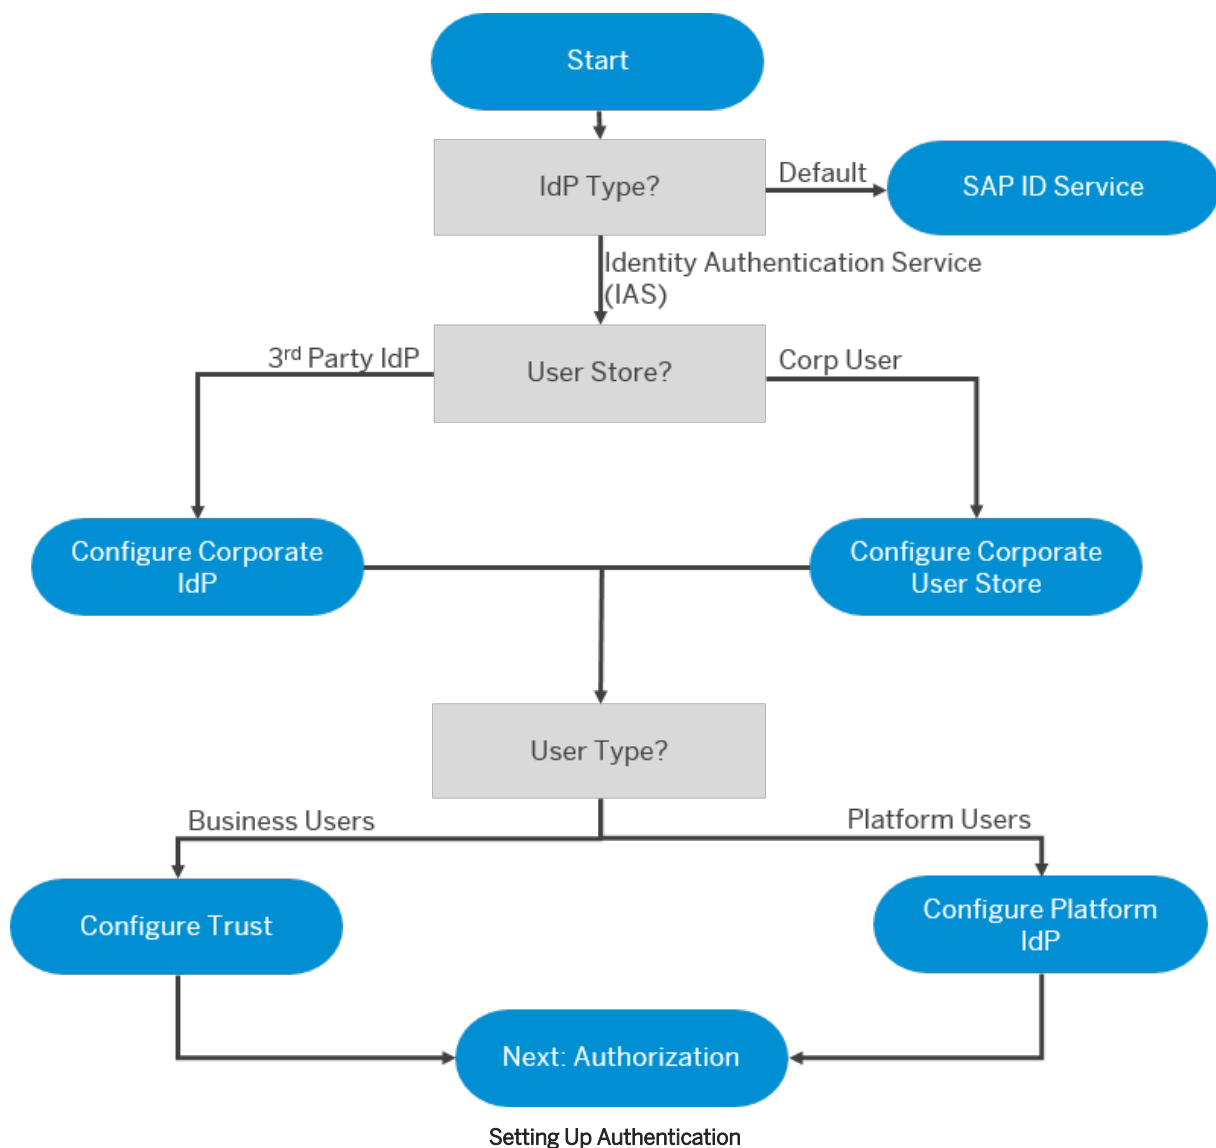 Start
IdP Type?
Default
SAP ID Service
Identity Authentication Service
(IAS)
3rd Party IdP
User Store?
Corp User
Configure Corporate
IdP
Configure Corporate
User Store
User Type?
Business Users
Platform Users
Configure Trust
Configure Platform
IdP
Next: Authorization
Setting Up Authentication